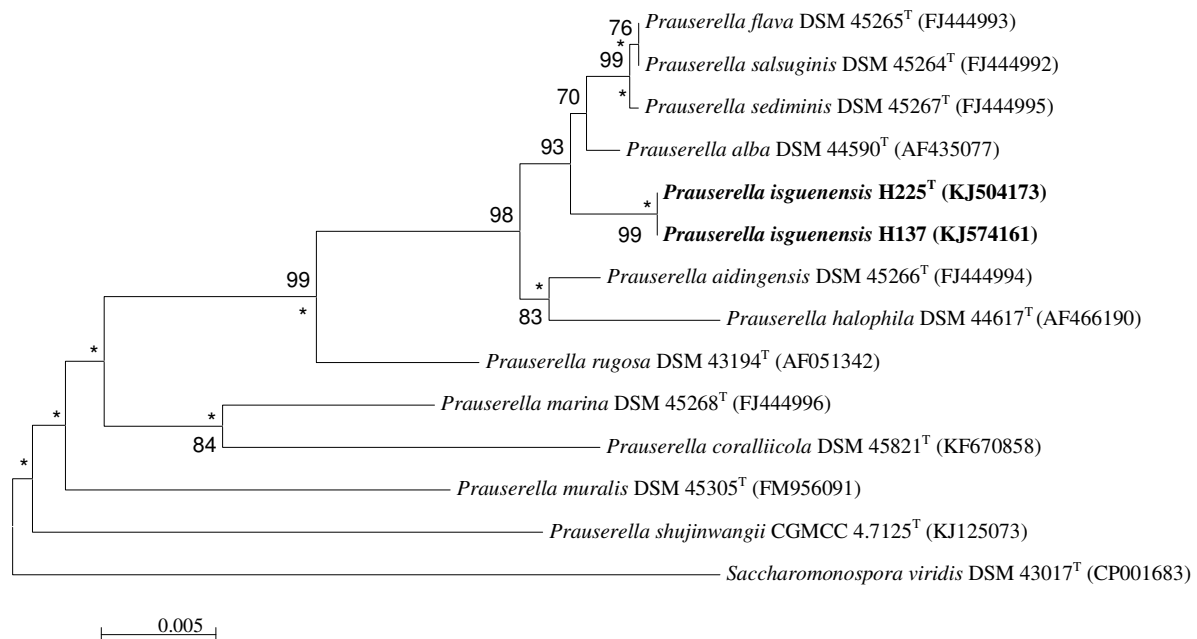 76
Prauserella flava DSM 45265T (FJ444993)
*
99
Prauserella salsuginis DSM 45264T (FJ444992)
*
Prauserella sediminis DSM 45267T (FJ444995)
70
93
Prauserella alba DSM 44590T (AF435077)
Prauserella isguenensis H225T (KJ504173)
*
98
99
Prauserella isguenensis H137 (KJ574161)
Prauserella aidingensis DSM 45266T (FJ444994)
99
*
*
83
Prauserella halophila DSM 44617T (AF466190)
*
Prauserella rugosa DSM 43194T (AF051342)
Prauserella marina DSM 45268T (FJ444996)
*
*
84
Prauserella coralliicola DSM 45821T (KF670858)
*
Prauserella muralis DSM 45305T (FM956091)
Prauserella shujinwangii CGMCC 4.7125T (KJ125073)
Saccharomonospora viridis DSM 43017T (CP001683)
0.005